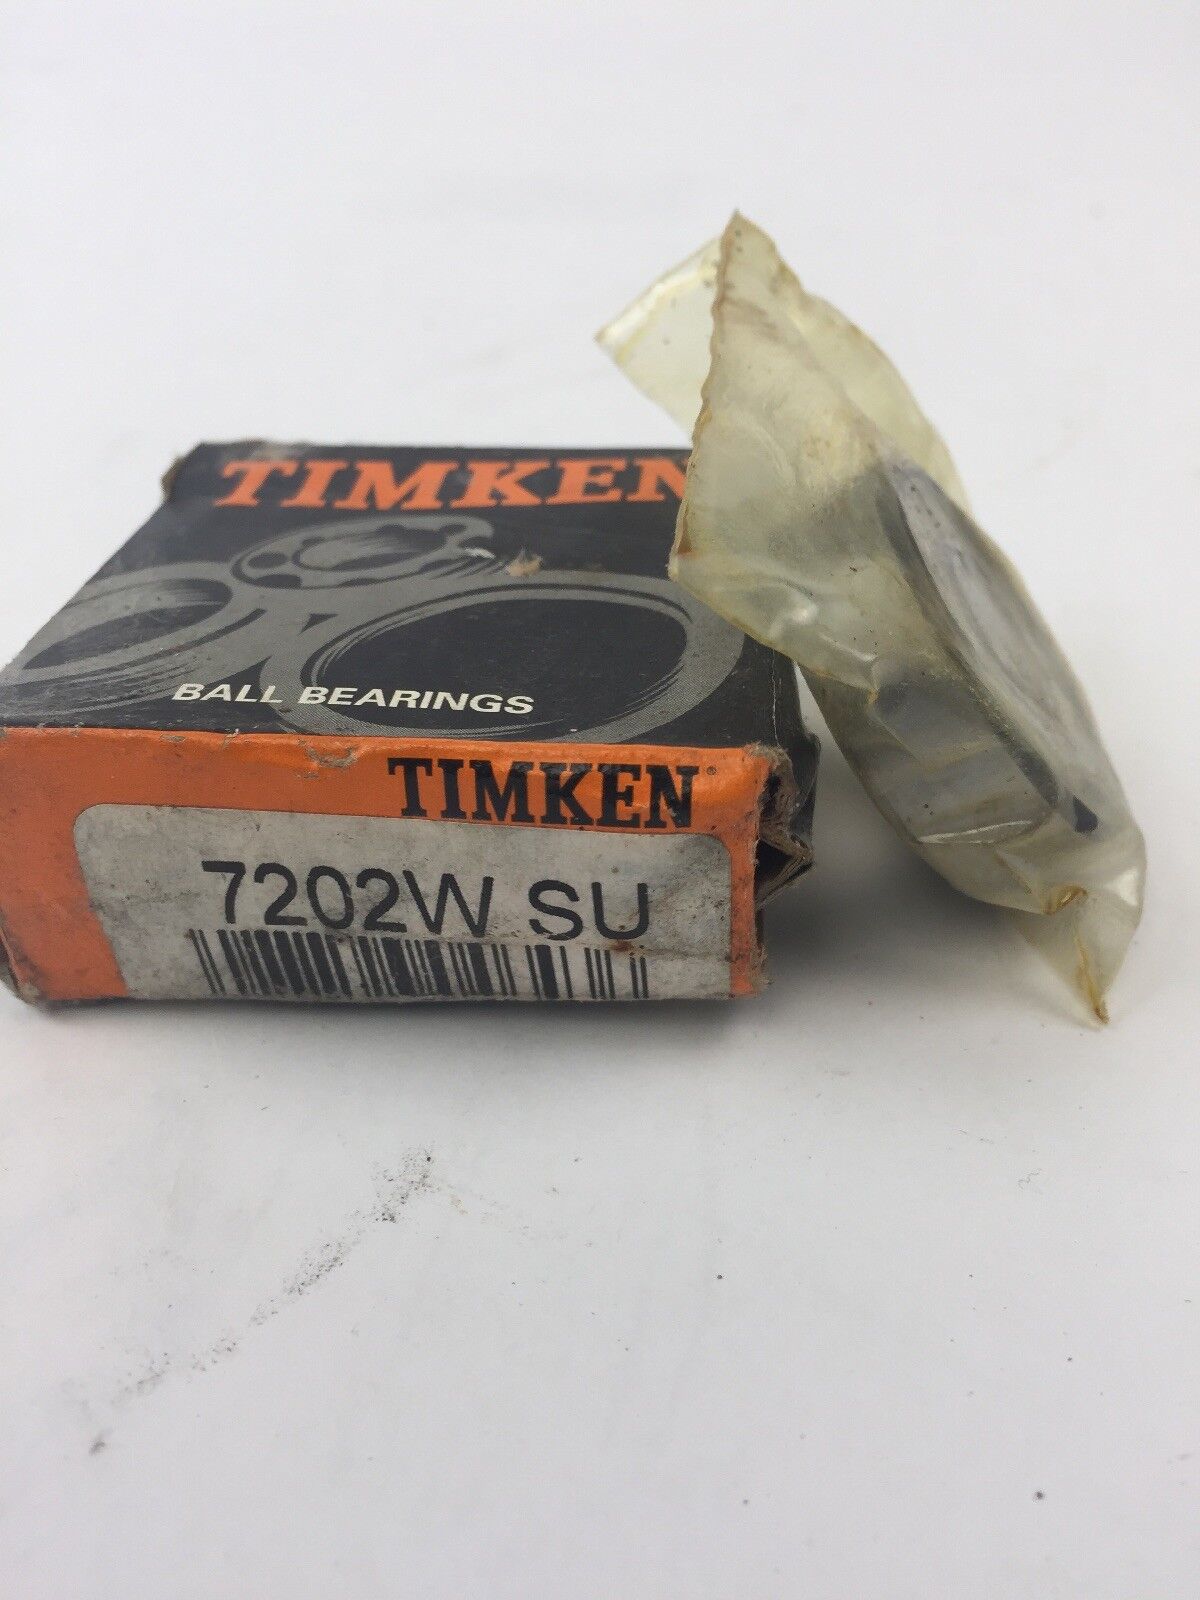 TIMKEN
BALL BEARINGS
TIMKEN®
7202W SU